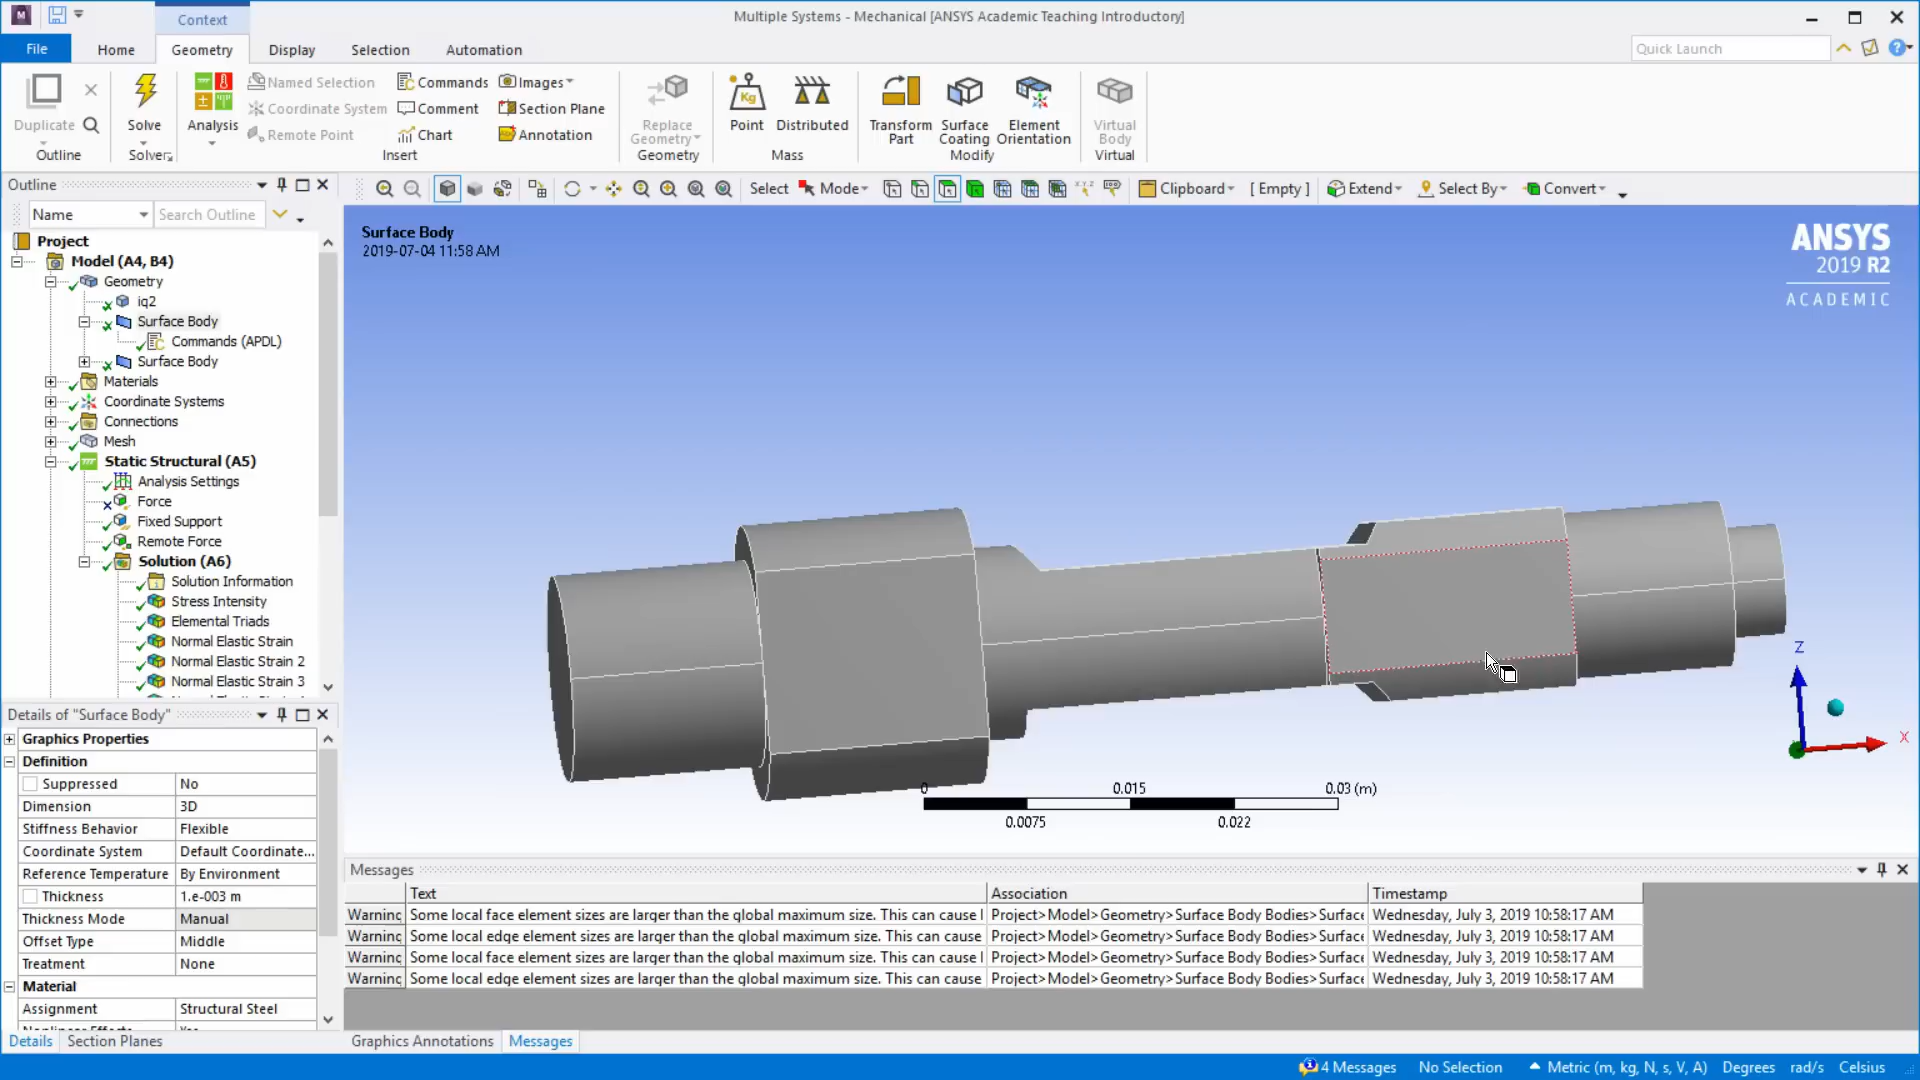 Context
Multiple Systems - Mechanical [ANSYS Academic Teaching Introductory]
File
Home
Geometry
Display
Selection
Automation
Quick Launch
Duplicate
Outline
Solve
Solver
Analysis
Named Selection
Coordinate System
Remote Point
Commands
Comment
Chart
Images
Section Plane
Annotation
Insert
Replace Geometry
Geometry
Kg
Point
Distributed
Mass
Transform Part
Surface Coating
Element Orientation
Modify
Virtual Body
Virtual
Outline
Select
Mode
Clipboard
[ Empty ]
Extend
Select By
Convert
Name
Search Outline
Project
Model (A4, B4)
Geometry
iq2
Surface Body
Commands (APDL)
Surface Body
Materials
Coordinate Systems
Connections
Mesh
Static Structural (A5)
Analysis Settings
Force
Fixed Support
Remote Force
Solution (A6)
Solution Information
Stress Intensity
Elemental Triads
Normal Elastic Strain
Normal Elastic Strain 2
Normal Elastic Strain 3
Surface Body
2019-07-04 11:58 AM
ANSYS
2019 R2
ACADEMIC
Z
X
0
0.015
0.03 (m)
0.0075
0.022
Details of "Surface Body"
Graphics Properties
Definition
Suppressed No
Dimension 3D
Stiffness Behavior Flexible
Coordinate System Default Coordinate...
Reference Temperature By Environment
Thickness 1.e-003 m
Thickness Mode Manual
Offset Type Middle
Treatment None
Material
Assignment Structural Steel
Details
Section Planes
Messages
Text Association Timestamp
Warning Some local face element sizes are larger than the global maximum size. This can cause Project>Model>Geometry>Surface Body Bodies>Surface Wednesday, July 3, 2019 10:58:17 AM
Warning Some local edge element sizes are larger than the global maximum size. This can cause Project>Model>Geometry>Surface Body Bodies>Surface Wednesday, July 3, 2019 10:58:17 AM
Warning Some local face element sizes are larger than the global maximum size. This can cause Project>Model>Geometry>Surface Body Bodies>Surface Wednesday, July 3, 2019 10:58:17 AM
Warning Some local edge element sizes are larger than the global maximum size. This can cause Project>Model>Geometry>Surface Body Bodies>Surface Wednesday, July 3, 2019 10:58:17 AM
Graphics Annotations
Messages
4 Messages
No Selection
Metric (m, kg, N, s, V, A)
Degrees
rad/s
Celsius